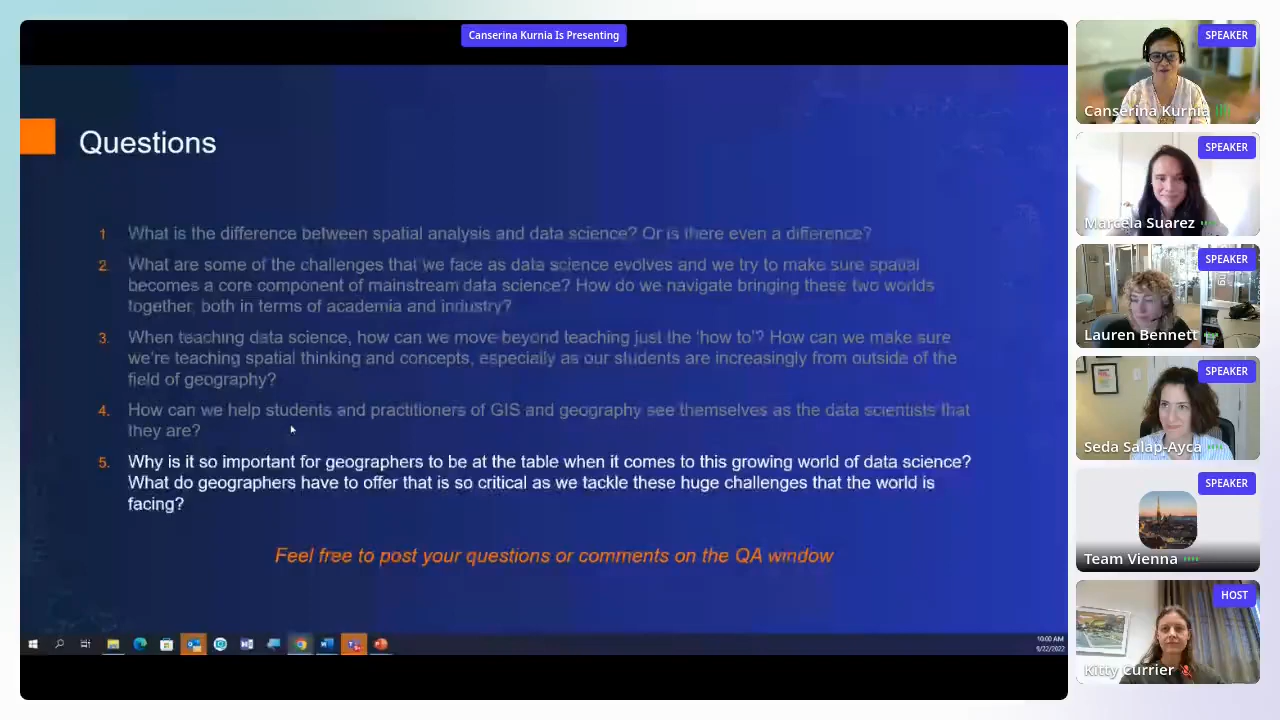 Canserina Kurnia Is Presenting
Questions
1 What is the difference between spatial analysis and data science? Or is there even a difference?
2. What are some of the challenges that we face as data science evolves and we try to make sure spatial
becomes a core component of mainstream data science? How do we navigate bringing these two worlds
together, both in terms of academia and industry?
3. When teaching data science, how can we move beyond teaching just the 'how to'? How can we make sure
we're teaching spatial thinking and concepts, especially as our students are increasingly from outside of the
field of geography?
4. How can we help students and practitioners of GIS and geography see themselves as the data scientists that
they are?
5. Why is it so important for geographers to be at the table when it comes to this growing world of data science?
What do geographers have to offer that is so critical as we tackle these huge challenges that the world is
facing?
Feel free to post your questions or comments on the QA window
10:00 AM
6/22/2022
SPEAKER
Canserina Kurnia
SPEAKER
Marcela Suarez
SPEAKER
Lauren Bennett
SPEAKER
Seda Salap-Ayca
SPEAKER
Team Vienna
HOST
Kitty Currier